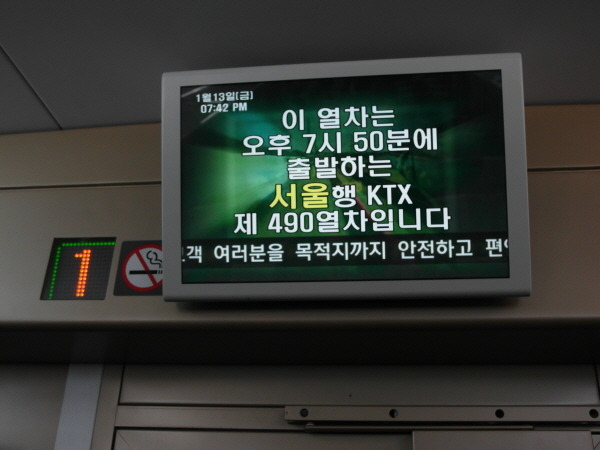 1월13일(금)
07:42 PM
이 열차는
오후 7시 50분에
출발하는
서울행 KTX
제 490열차입니다
여러분을 목적지까지 안전하고
1